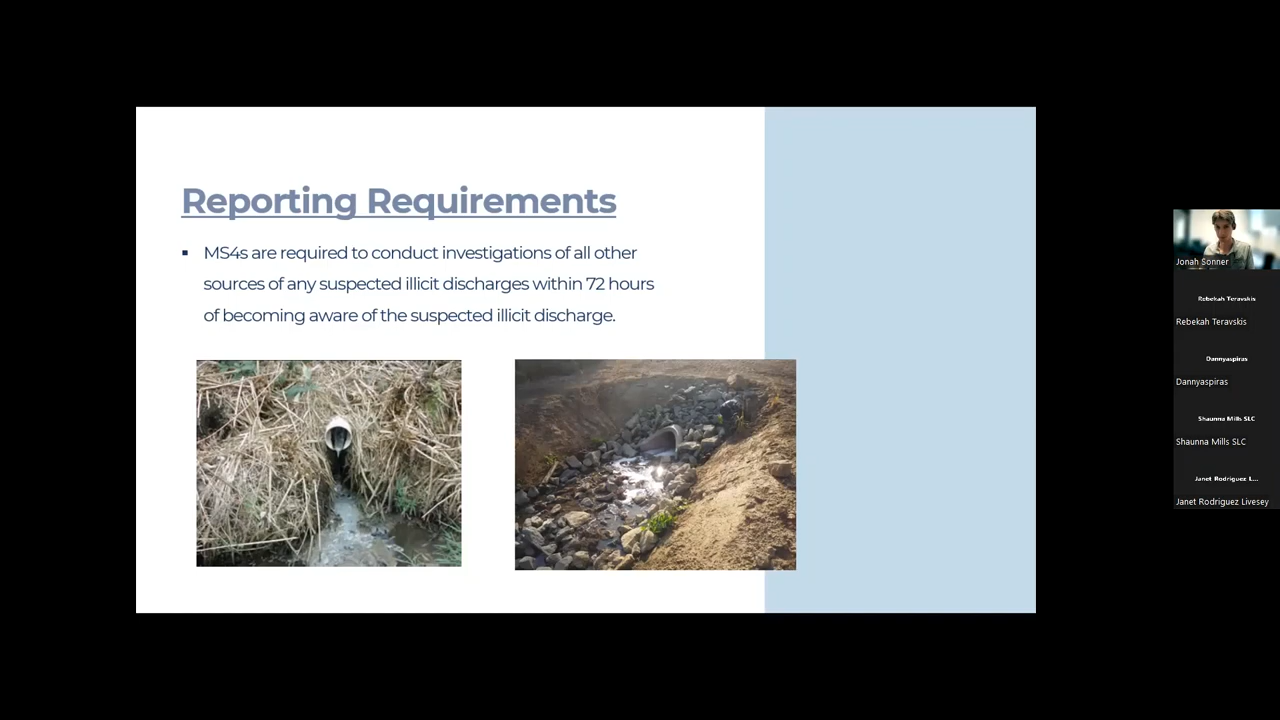 Reporting Requirements
▪ MS4s are required to conduct investigations of all other
sources of any suspected illicit discharges within 72 hours
of becoming aware of the suspected illicit discharge.
Jonah Sonner
Rebekah Teravskis
Rebekah Teravskis
Dannyaspiras
Dannyaspiras
Shaunna Mills SLC
Shaunna Mills SLC
Janet Rodriguez L...
Janet Rodriguez Livesey